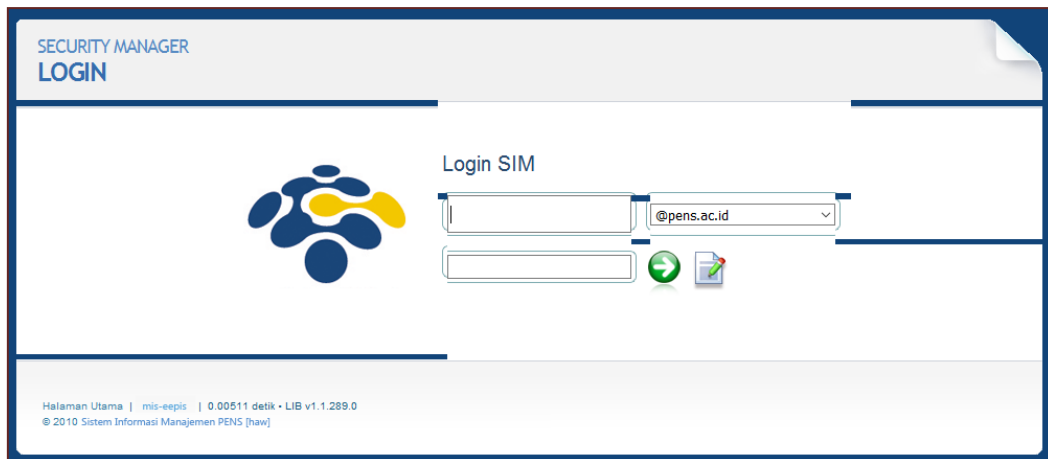 SECURITY MANAGER
LOGIN
Login SIM
@pens.ac.id
Halaman Utama | mis-eepis | 0.00511 detik • LIB v1.1.289.0
© 2010 Sistem Informasi Manajemen PENS [haw]